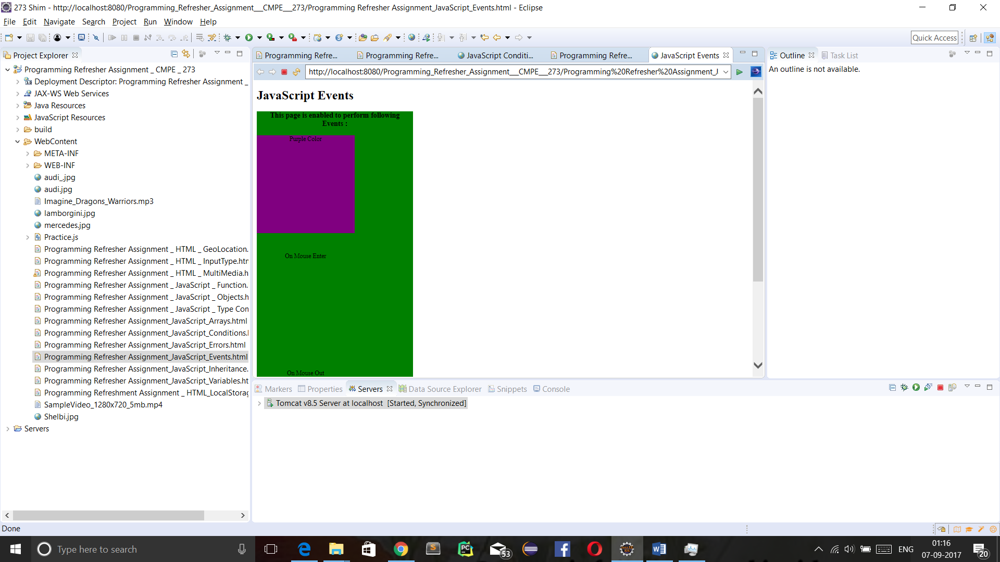 273 Shim - http://localhost:8080/Programming_Refresher_Assignment___CMPE___273/Programming Refresher Assignment_JavaScript_Events.html - Eclipse
File Edit Navigate Search Project Run Window Help
Quick Access
Project Explorer
Programming Refresher Assignment _ CMPE _ 273
Deployment Descriptor: Programming Refresher Assignment _
JAX-WS Web Services
Java Resources
JavaScript Resources
build
WebContent
META-INF
WEB-INF
audi_.jpg
audi.jpg
Imagine_Dragons_Warriors.mp3
lamborgini.jpg
mercedes.jpg
Practice.js
Programming Refresher Assignment _ HTML _ GeoLocation.
Programming Refresher Assignment _ HTML _ InputType.htm
Programming Refresher Assignment _ HTML _ MultiMedia.h
Programming Refresher Assignment _ JavaScript _ Function.
Programming Refresher Assignment _ JavaScript _ Objects.h
Programming Refresher Assignment _ JavaScript _ Type Con
Programming Refresher Assignment_JavaScript_Arrays.html
Programming Refresher Assignment_JavaScript_Conditions.
Programming Refresher Assignment_JavaScript_Errors.html
Programming Refresher Assignment_JavaScript_Events.html
Programming Refresher Assignment_JavaScript_Inheritance.
Programming Refresher Assignment_JavaScript_Variables.ht
Programming Refreshment Assignment _ HTML_LocalStorag
SampleVideo_1280x720_5mb.mp4
Shelbi.jpg
Servers
Programming Refre... Programming Refre... JavaScript Conditi... Programming Refre... JavaScript Events
http://localhost:8080/Programming_Refresher_Assignment___CMPE___273/Programming%20Refresher%20Assignment_J
JavaScript Events
This page is enabled to perform following
Events :
Purple Color
On Mouse Enter
On Mouse Out
Outline Task List
An outline is not available.
Markers Properties Servers Data Source Explorer Snippets Console
Tomcat v8.5 Server at localhost [Started, Synchronized]
Done
Type here to search
PC
53
ENG
01:16
07-09-2017
20